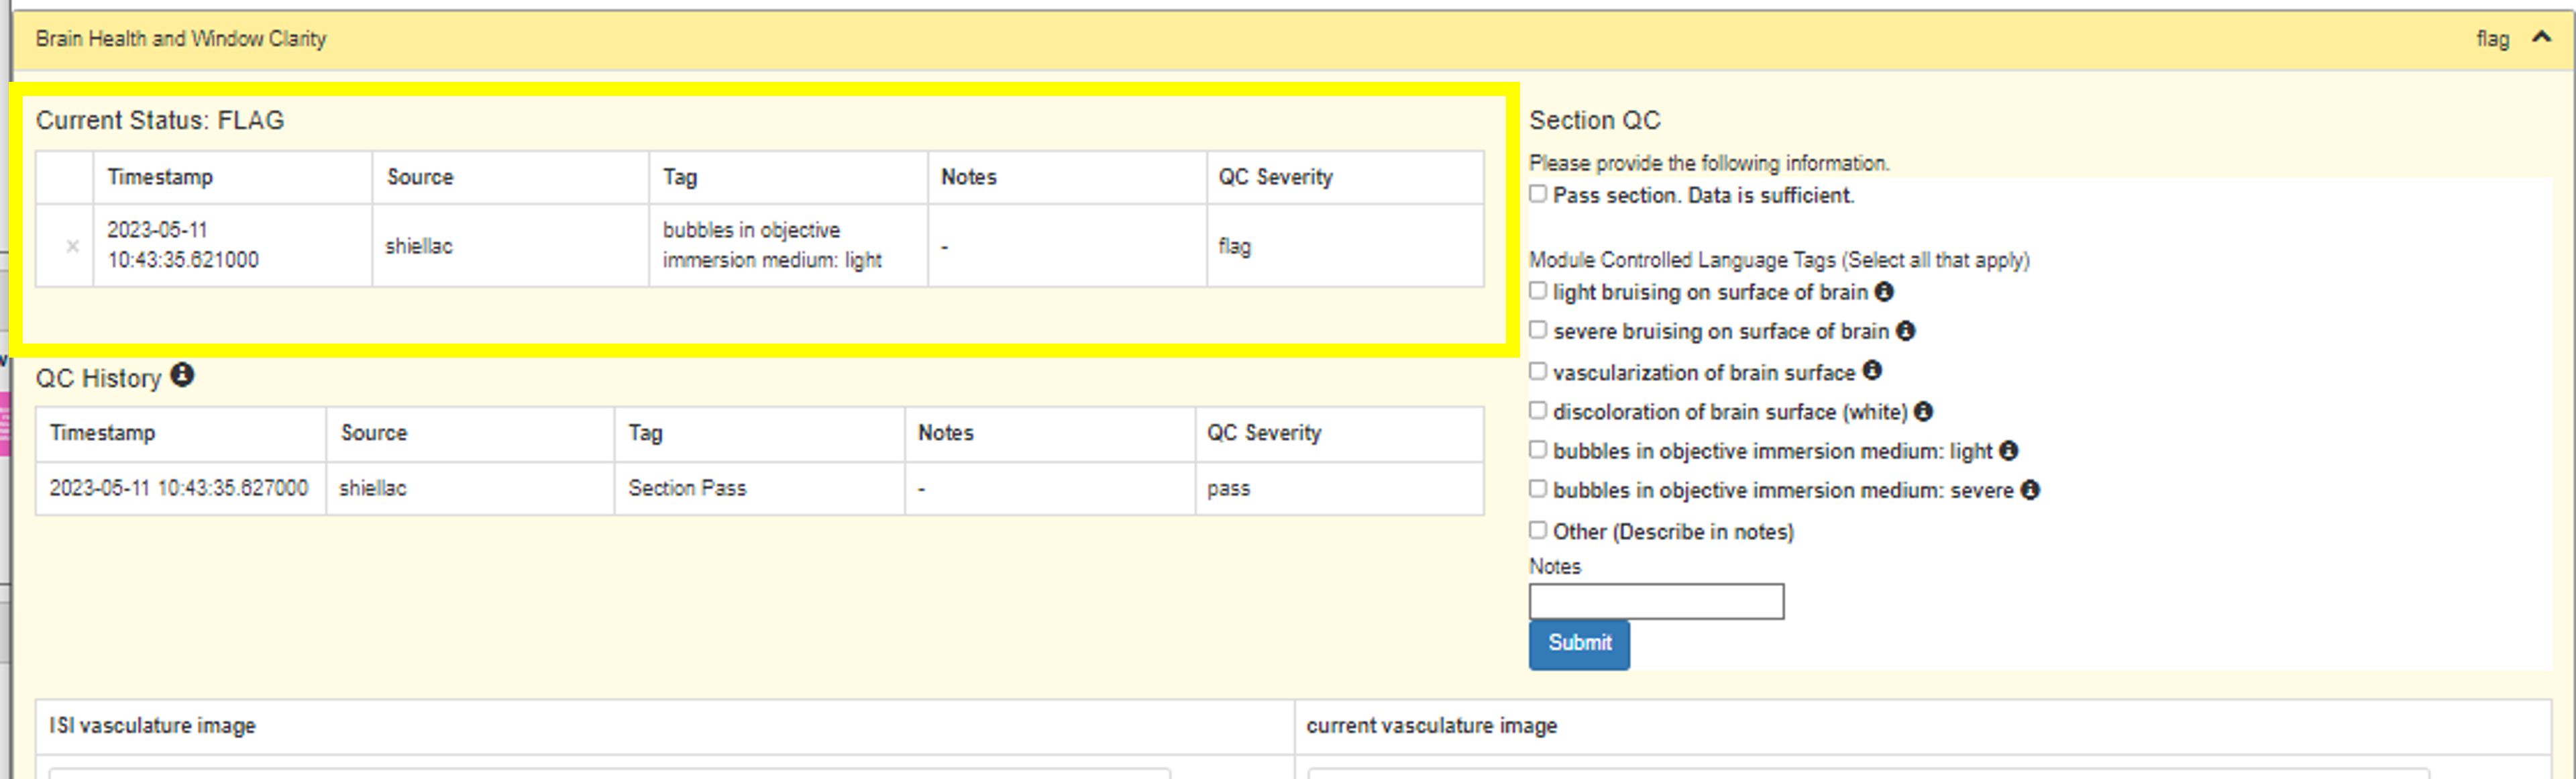 Brain Health and Window Clarity
flag
Current Status: FLAG
Timestamp Source Tag Notes QC Severity
× 2023-05-11 10:43:35.621000 shiellac bubbles in objective immersion medium: light - flag
QC History
Timestamp Source Tag Notes QC Severity
2023-05-11 10:43:35.627000 shiellac Section Pass - pass
Section QC
Please provide the following information.
Pass section. Data is sufficient.
Module Controlled Language Tags (Select all that apply)
light bruising on surface of brain
severe bruising on surface of brain
vascularization of brain surface
discoloration of brain surface (white)
bubbles in objective immersion medium: light
bubbles in objective immersion medium: severe
Other (Describe in notes)
Notes
Submit
ISI vasculature image
current vasculature image